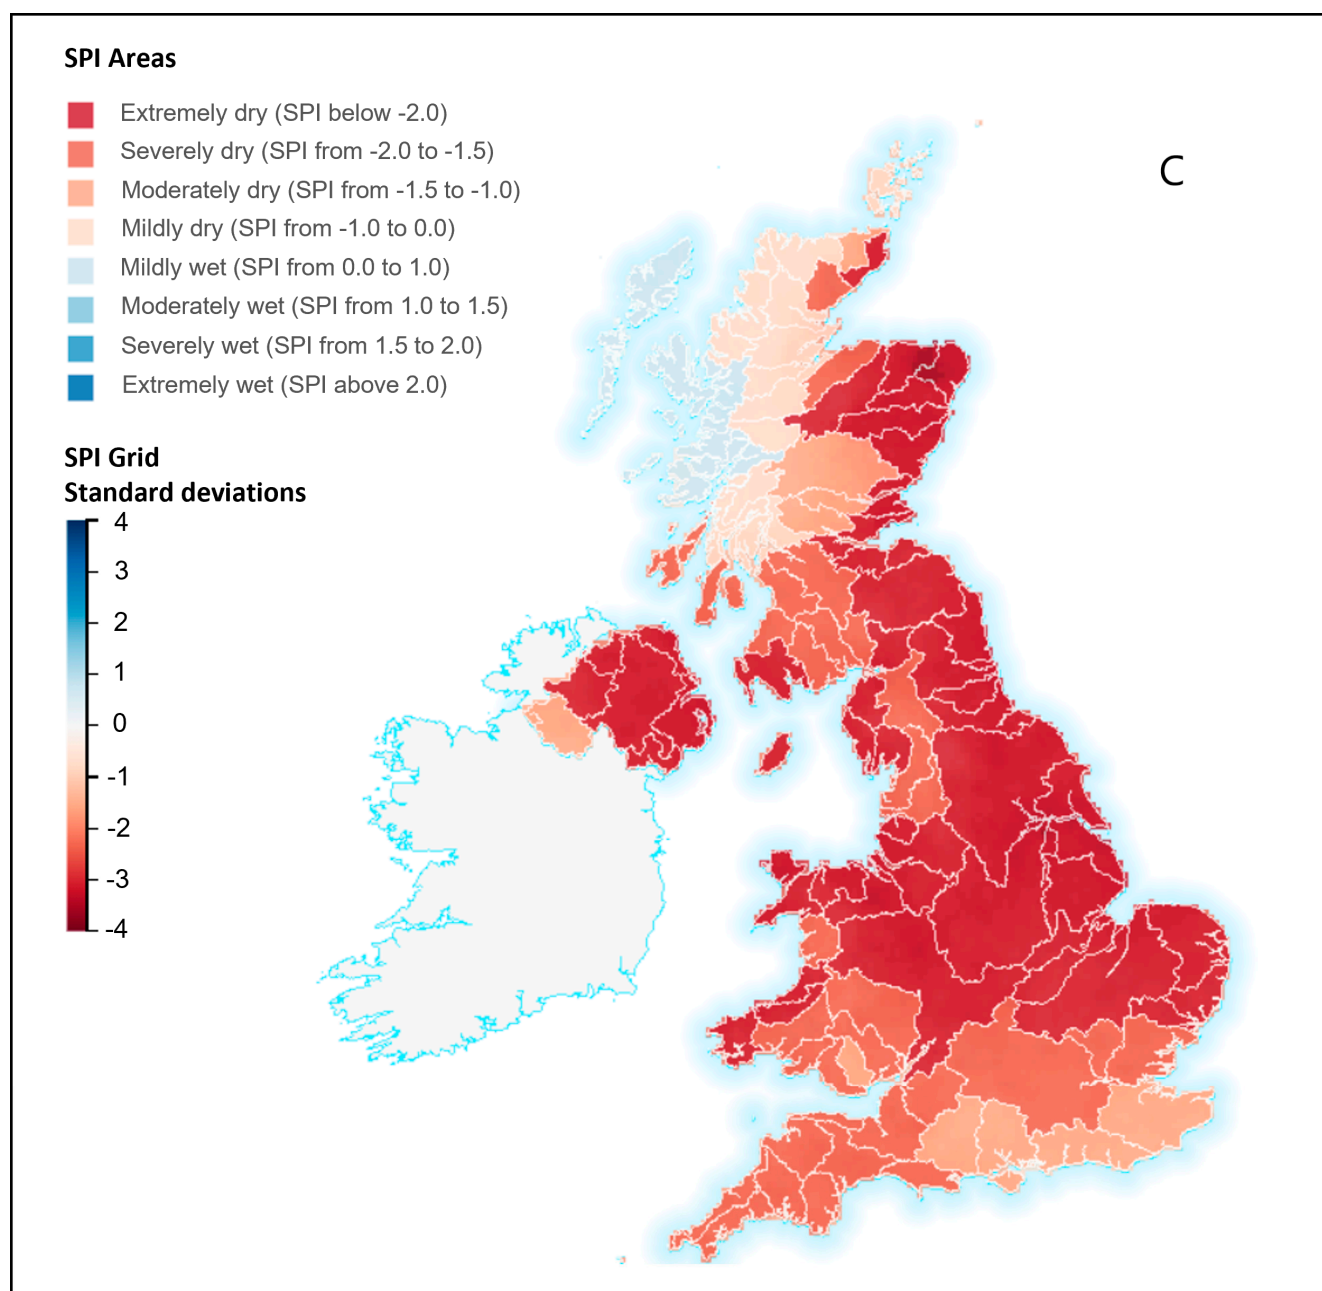 SPI Areas
Extremely dry (SPI below -2.0)
Severely dry (SPI from -2.0 to -1.5)
Moderately dry (SPI from -1.5 to -1.0)
Mildly dry (SPI from -1.0 to 0.0)
Mildly wet (SPI from 0.0 to 1.0)
Moderately wet (SPI from 1.0 to 1.5)
Severely wet (SPI from 1.5 to 2.0)
Extremely wet (SPI above 2.0)
C
SPI Grid
Standard deviations
4
3
2
1
0
-1
-2
-3
-4